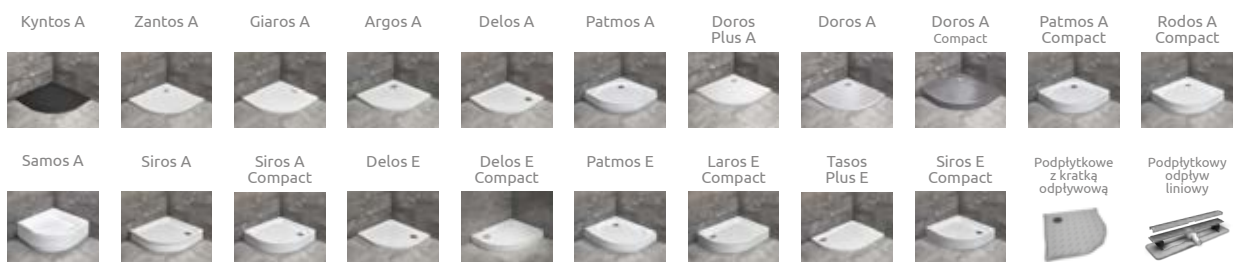 Kyntos A
Zantos A
Giaros A
Argos A
Delos A
Patmos A
Doros
Plus A
Doros A
Doros A
Compact
Patmos A
Compact
Rodos A
Compact
Samos A
Siros A
Siros A
Compact
Delos E
Delos E
Compact
Patmos E
Laros E
Compact
Tasos
Plus E
Siros E
Compact
Podpłytkowe
z kratką
odpływową
Podpłytkowy
odpływ
liniowy